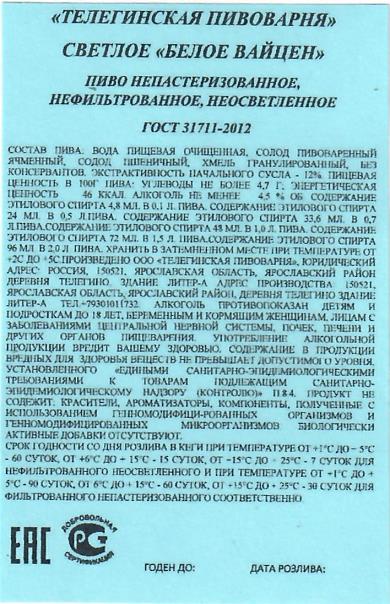 «ТЕЛЕГИНСКАЯ ПИВОВАРНЯ»
СВЕТЛОЕ «БЕЛОЕ ВАЙЦЕН»
ПИВО НЕПАСТЕРИЗОВАННОЕ,
НЕФИЛЬТРОВАННОЕ, НЕОСВЕТЛЕННОЕ
ГОСТ 31711-2012
СОСТАВ ПИВА: ВОДА ПИЩЕВАЯ ОЧИЩЕННАЯ, СОЛОД ПИВОВАРЕННЫЙ
ЯЧМЕННЫЙ, СОЛОД ПШЕНИЧНЫЙ, ХМЕЛЬ ГРАНУЛИРОВАННЫЙ, БЕЗ
КОНСЕРВАНТОВ. ЭКСТРАКТИВНОСТЬ НАЧАЛЬНОГО СУСЛА - 12% ПИЩЕВАЯ
ЦЕННОСТЬ В 100Г ПИВА: УГЛЕВОДЫ НЕ БОЛЕЕ 4,7 Г; ЭНЕРГЕТИЧЕСКАЯ
ЦЕННОСТЬ 46 ККАЛ. АЛКОГОЛЬ НЕ МЕНЕЕ 4,5 % ОБ СОДЕРЖАНИЕ
ЭТИЛОВОГО СПИРТА 4,8 МЛ. В 0,1 Л. ПИВА. СОДЕРЖАНИЕ ЭТИЛОВОГО СПИРТА
24 МЛ. В 0,5 Л.ПИВА. СОДЕРЖАНИЕ ЭТИЛОВОГО СПИРТА 33,6 МЛ. В 0,7
Л.ПИВА.СОДЕРЖАНИЕ ЭТИЛОВОГО СПИРТА 48 МЛ. В 1,0 Л. ПИВА. СОДЕРЖАНИЕ
ЭТИЛОВОГО СПИРТА 72 МЛ. В 1,5 Л. ПИВА.СОДЕРЖАНИЕ ЭТИЛОВОГО СПИРТА
96 МЛ. В 2,0 Л. ПИВА. ХРАНИТЬ В ЗАТЕМНЕННОМ МЕСТЕ ПРИ ТЕМПЕРАТУРЕ ОТ
+2С ДО +5С.ПРОИЗВЕДЕНО ООО «ТЕЛЕГИНСКАЯ ПИВОВАРНЯ», ЮРИДИЧЕСКИЙ
АДРЕС: РОССИЯ, 150521, ЯРОСЛАВСКАЯ ОБЛАСТЬ, ЯРОСЛАВСКИЙ РАЙОН
ДЕРЕВНЯ ТЕЛЕГИНО. ЗДАНИЕ ЛИТЕР-А АДРЕС ПРОИЗВОДСТВА 150521,
ЯРОСЛАВСКАЯ ОБЛАСТЬ, ЯРОСЛАВСКИЙ РАЙОН, ДЕРЕВНЯ ТЕЛЕГИНО ЗДАНИЕ
ЛИТЕР-А АЛКОГОЛЬ ПРОТИВОПОКАЗАН ДЕТЯМ И
ПОДРОСТКАМ ДО 18 ЛЕТ, БЕРЕМЕННЫМ И КОРМЯЩИМ ЖЕНЩИНАМ, ЛИЦАМ С
ЗАБОЛЕВАНИЯМИ ЦЕНТРАЛЬНОЙ НЕРВНОЙ СИСТЕМЫ, ПОЧЕК, ПЕЧЕНИ И
ДРУГИХ ОРГАНОВ ПИЩЕВАРЕНИЯ. УПОТРЕБЛЕНИЕ АЛКОГОЛЬНОЙ
ПРОДУКЦИИ ВРЕДИТ ВАШЕМУ ЗДОРОВЬЮ. СОДЕРЖАНИЕ В ПРОДУКЦИИ
ВРЕДНЫХ ДЛЯ ЗДОРОВЬЯ ВЕЩЕСТВ НЕ ПРЕВЫШАЕТ ДОПУСТИМОГО УРОВНЯ,
УСТАНОВЛЕННОГО «ЕДИНЫМИ САНИТАРНО-ЭПИДЕМИОЛОГИЧЕСКИМИ
ТРЕБОВАНИЯМИ К ТОВАРАМ ПОДЛЕЖАЩИМ САНИТАРНО-
ЭПИДЕМИОЛОГИЧЕСКОМУ НАДЗОРУ (КОНТРОЛЮ)» П.8.4. ПРОДУКТ НЕ
СОДЕРЖИТ. КРАСИТЕЛИ, АРОМАТИЗАТОРЫ, КОМПОНЕНТЫ, ПОЛУЧЕННЫЕ С
ИСПОЛЬЗОВАНИЕМ ГЕННОМОДИФИЦИ-РОВАННЫХ ОРГАНИЗМОВ И
ГЕННОМОДИФИЦИРОВАННЫХ МИКРООРГАНИЗМОВ БИОЛОГИЧЕСКИ
АКТИВНЫЕ ДОБАВКИ ОТСУТСТВУЮТ.
СРОК ГОДНОСТИ СО ДНЯ РОЗЛИВА В КЕГИ ПРИ ТЕМПЕРАТУРЕ ОТ +1°С ДО + 5°С
- 60 СУТОК, ОТ +6°С ДО + 15°С - 15 СУТОК, ОТ +15°С ДО + 25°С - 7 СУТОК ДЛЯ
НЕФИЛЬТРОВАННОГО НЕОСВЕТЛЕННОГО И ПРИ ТЕМПЕРАТУРЕ ОТ +1°С ДО +
5°С - 90 СУТОК, ОТ 6°С ДО + 15°С - 60 СУТОК, ОТ +15°С ДО + 25°С - 30 СУТОК ДЛЯ
ФИЛЬТРОВАННОГО НЕПАСТЕРИЗОВАННОГО СООТВЕТСТВЕННО
ЕАС
ДОБРОВОЛЬНАЯ
СЕРТИФИКАЦИЯ
ГОДЕН ДО: ДАТА РОЗЛИВА: